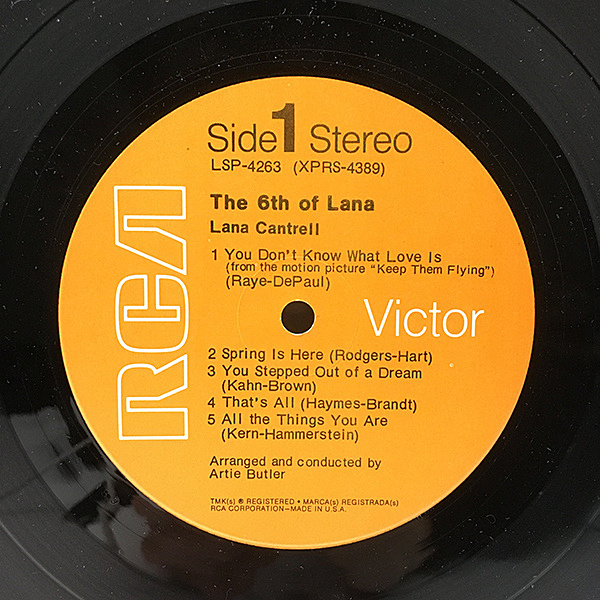 Side 1 Stereo
LSP-4263 (XPRS-4389)
The 6th of Lana
Lana Cantrell
1 You Don't Know What Love Is
(from the motion picture "Keep Them Flying")
(Raye-DePaul)
RCA
Victor
2 Spring Is Here (Rodgers-Hart)
3 You Stepped Out of a Dream
(Kahn-Brown)
4 That's All (Haymes-Brandt)
5 All the Things You Are
(Kern-Hammerstein)
Arranged and conducted by
Artie Butler
TMK(s) ® REGISTERED • MARCA(s) REGISTRADA(s)
RCA CORPORATION—MADE IN U.S.A.